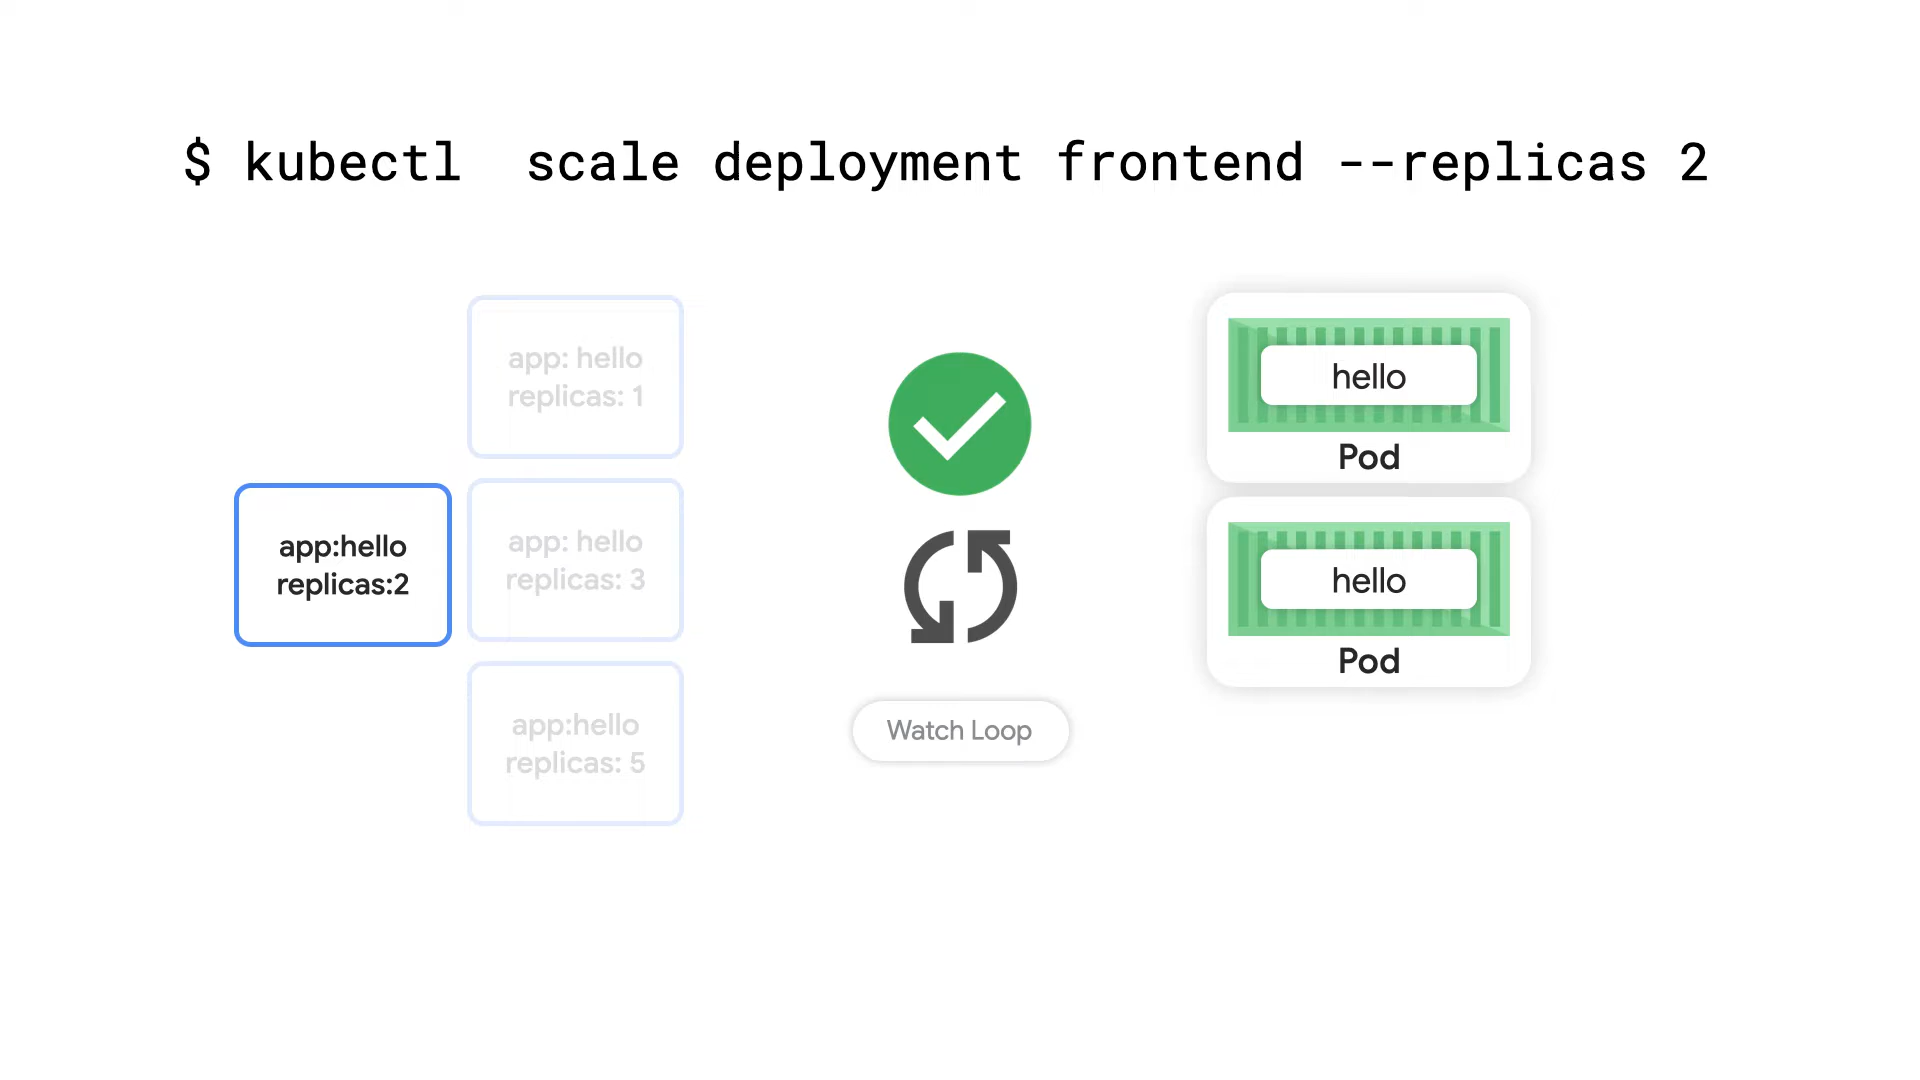 $ kubectl  scale deployment frontend --replicas 2
app: hello
replicas: 1
app:hello
replicas:2
app: hello
replicas: 3
app:hello
replicas: 5
Watch Loop
hello
Pod
hello
Pod